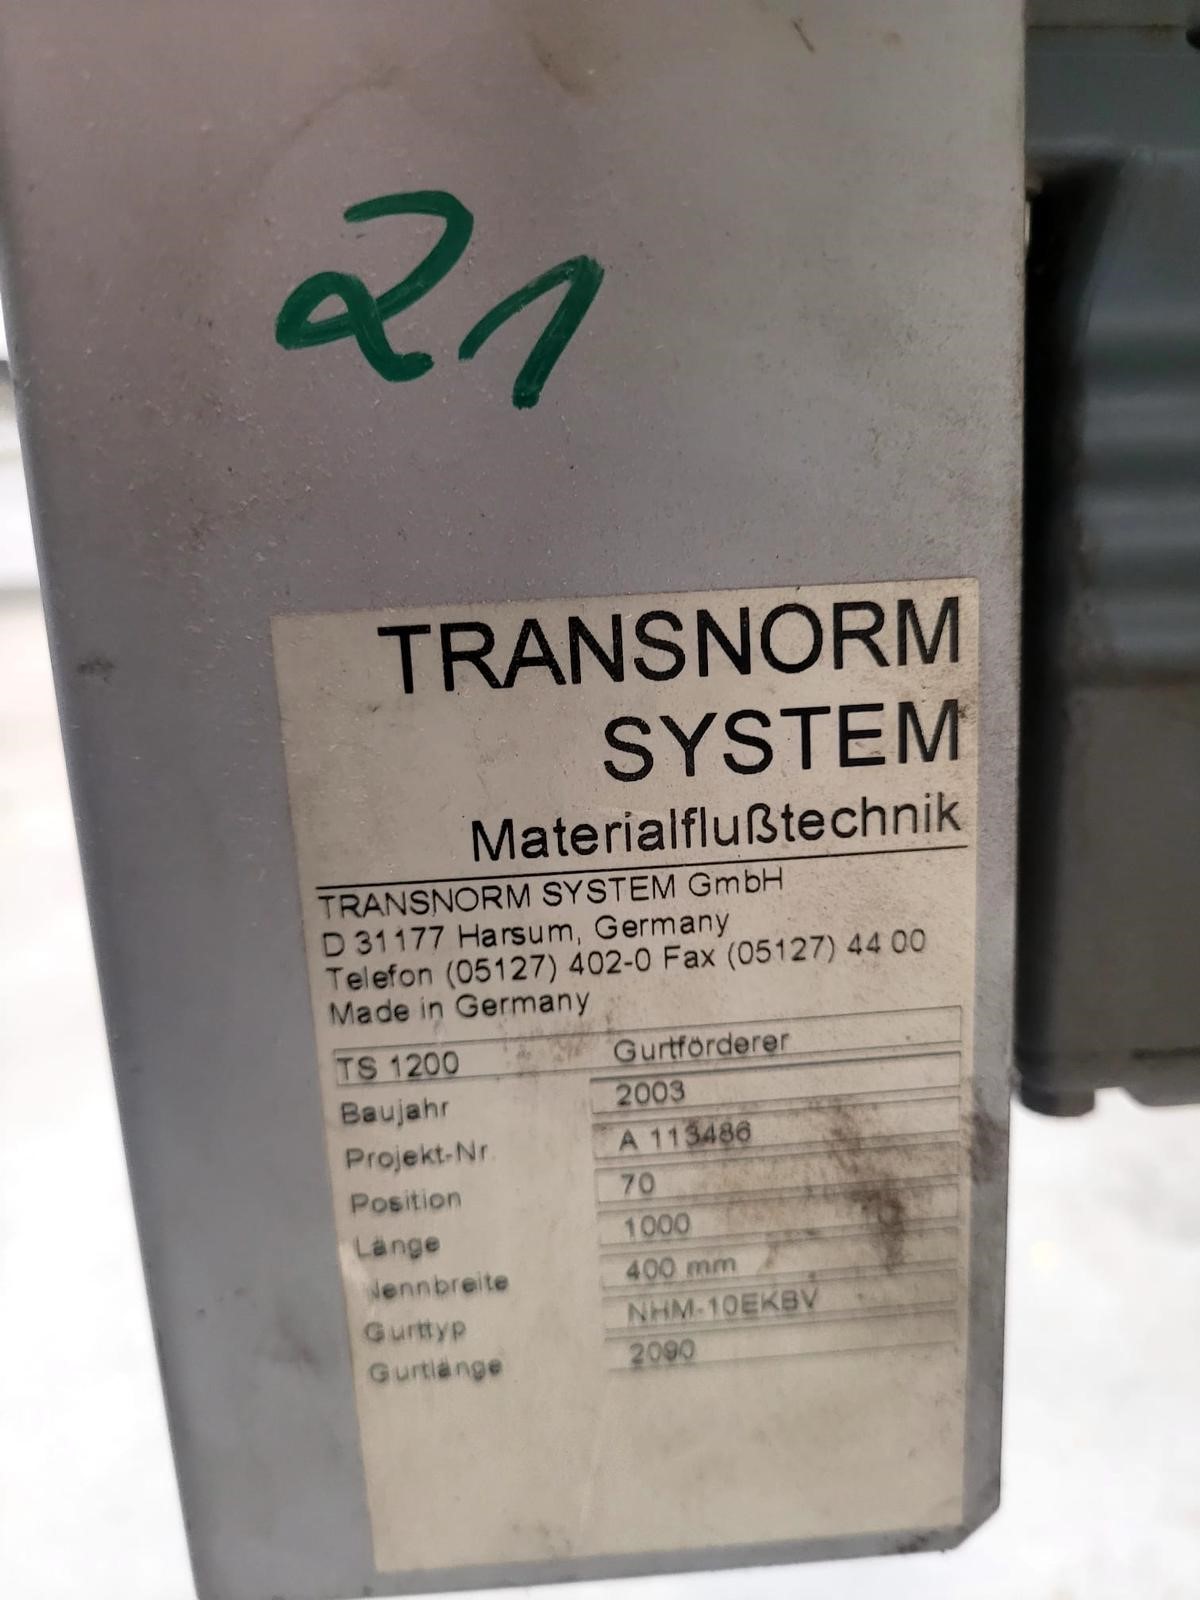 21
TRANSNORM
SYSTEM
Materialflußtechnik
TRANSNORM SYSTEM GmbH
D 31177 Harsum, Germany
Telefon (05127) 402-0 Fax (05127) 44 00
Made in Germany
TS 1200 Gurtförderer
Baujahr 2003
Projekt-Nr. A 113486
Position 70
Länge 1000
Nennbreite 400 mm
Gurttyp NHM-10EKBV
Gurtlänge 2090